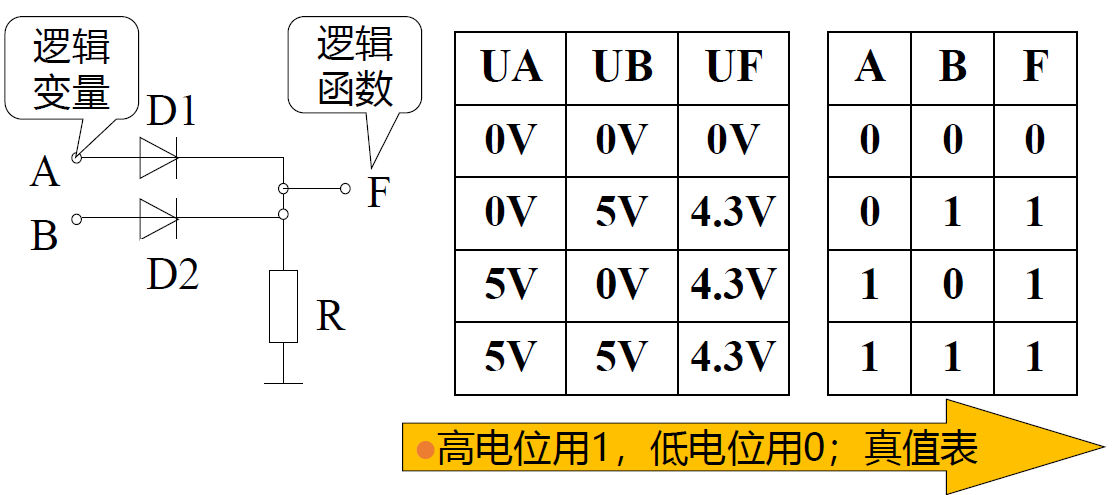 逻辑
变量
逻辑
函数
D1
A
F
B
D2
R
UA UB UF
0V 0V 0V
0V 5V 4.3V
5V 0V 4.3V
5V 5V 4.3V
A B F
0 0 0
0 1 1
1 0 1
1 1 1
●高电位用1，低电位用0；真值表